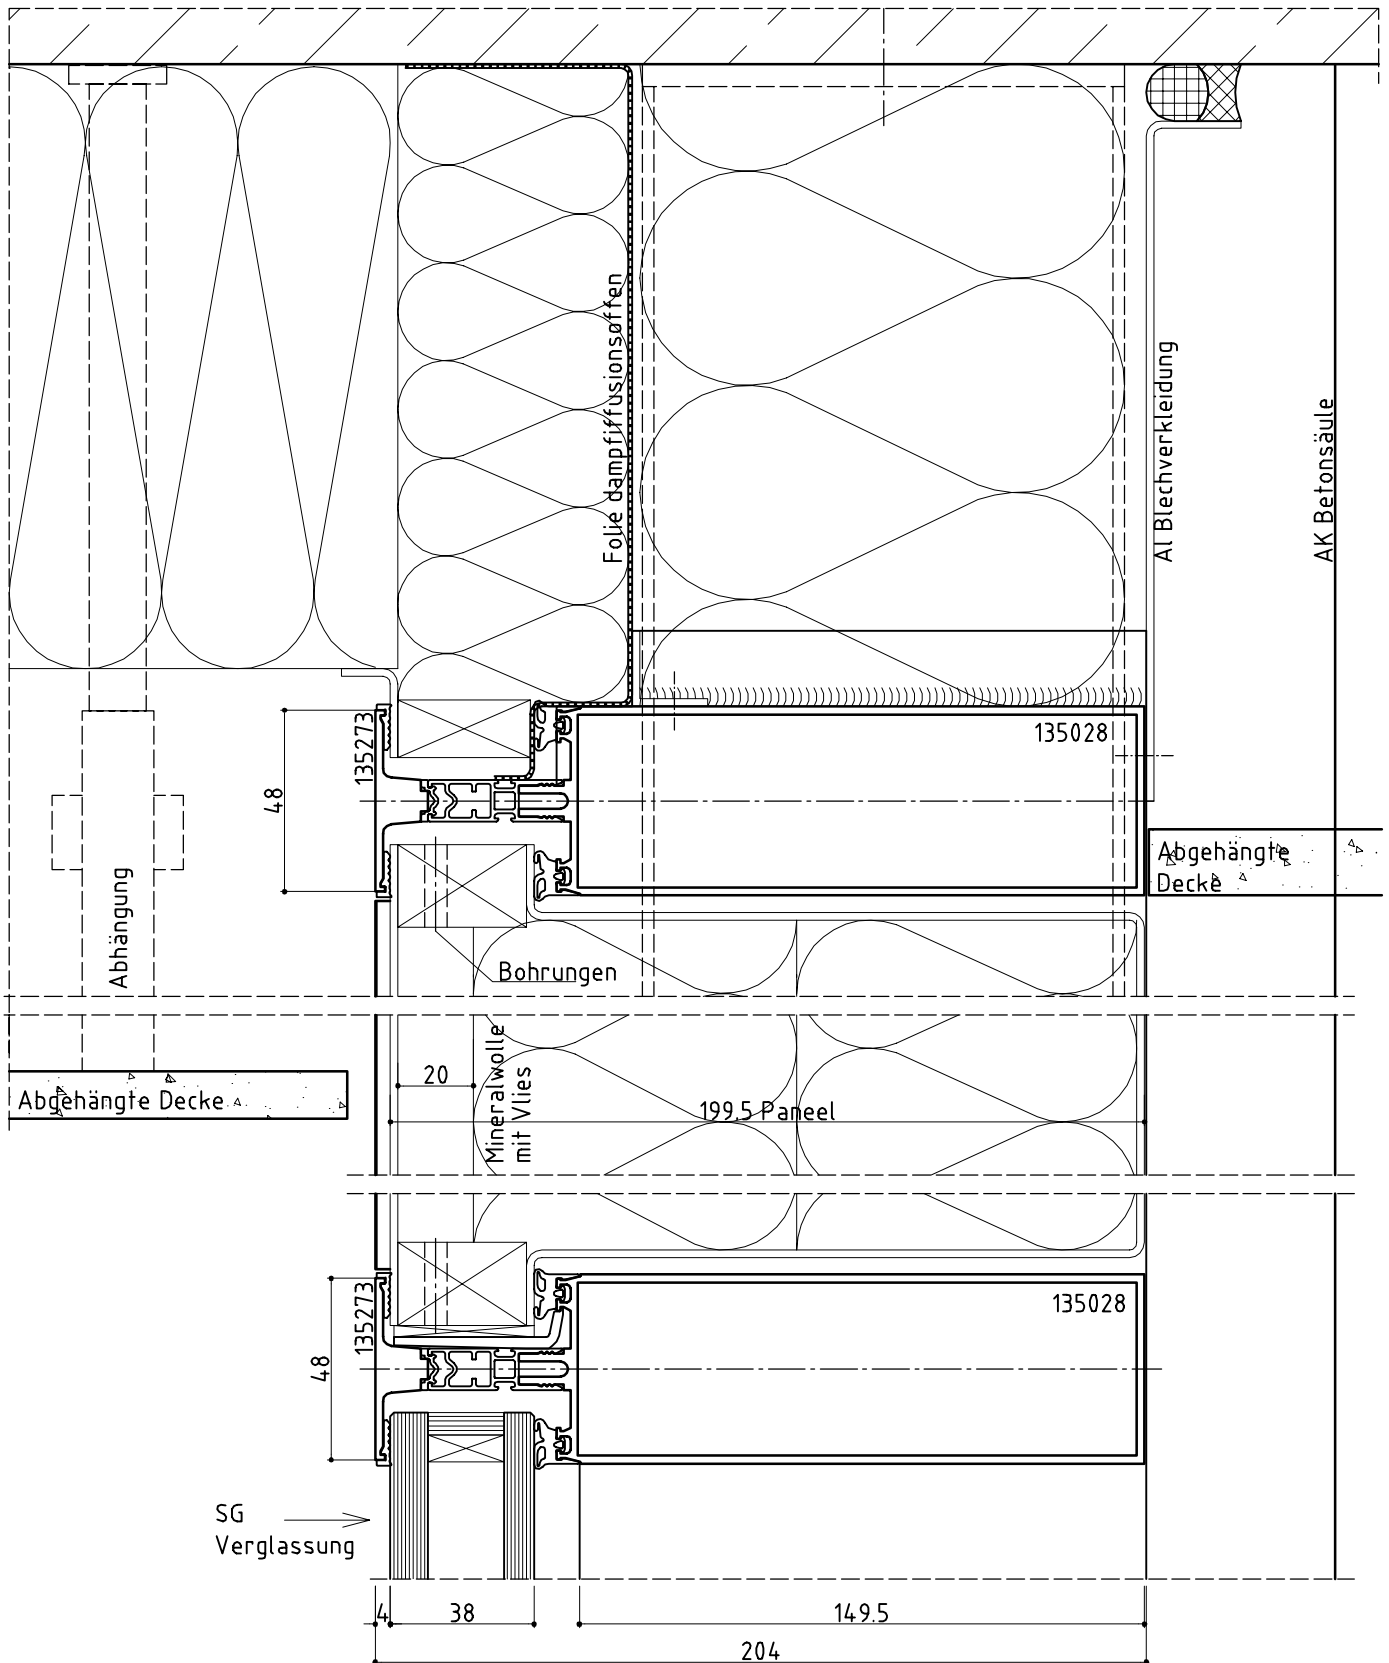 Folie dampfiffusionsoffen
Al Blechverkleidung
AK Betonsäule
135273
135028
48
Abgehängte
Decke
Abhängung
Bohrungen
20
Mineralwolle
mit Vlies
Abgehängte Decke
199.5 Paneel
135273
135028
48
SG
Verglassung
4
38
149.5
204